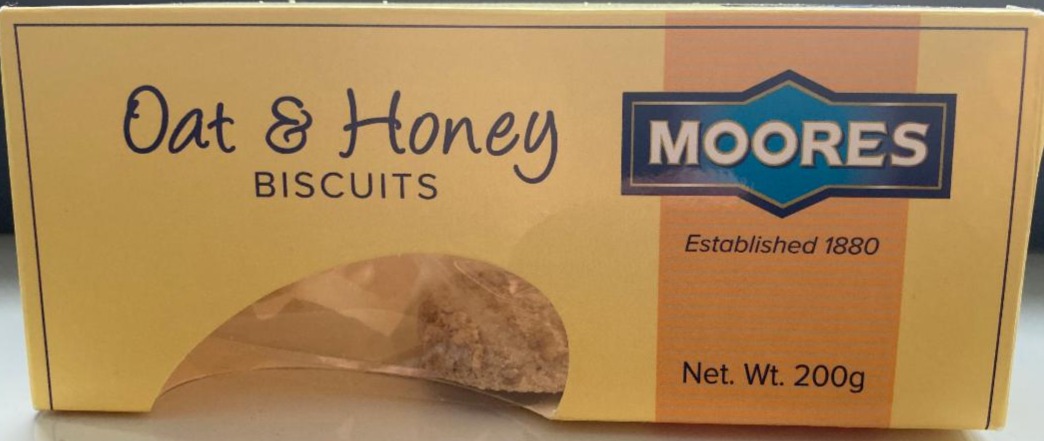 Oat & Honey
BISCUITS
MOORES
Established 1880
Net. Wt. 200g